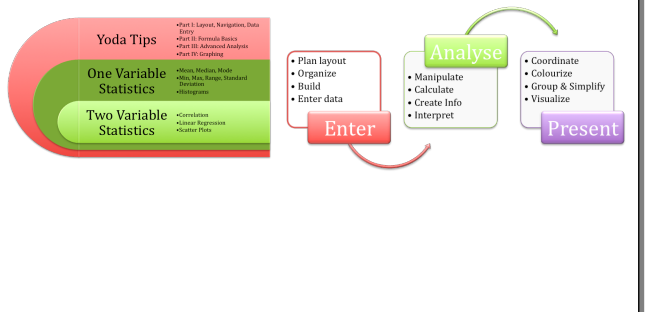 Yoda Tips
•Part I: Layout, Navigation, Data
Entry
•Part II: Formula Basics
•Part III: Advanced Analysis
•Part IV: Graphing
One Variable
Statistics
•Mean, Median, Mode
•Min, Max, Range, Standard
Deviation
•Histograms
Two Variable
Statistics
•Correlation
•Linear Regression
•Scatter Plots
• Plan layout
• Organize
• Build
• Enter data
Enter
Analyse
• Manipulate
• Calculate
• Create Info
• Interpret
• Coordinate
• Colourize
• Group & Simplify
• Visualize
Present